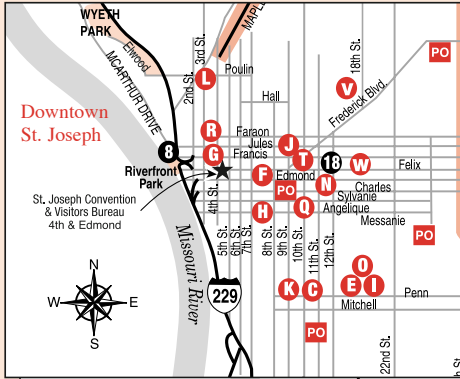 WYETH
PARK
Elwood
MCARTHUR DRIVE
2nd St.
3rd St.
MAPL
18th St.
PO
L
Poulin
V
Hall
Frederick Blvd.
Downtown
St. Joseph
R
Faraon
Jules
J
8
G
Francis
T
18
W
Felix
Riverfront
Park
F
Edmond
PO
N
Charles
Sylvanie
St. Joseph Convention
& Visitors Bureau
4th & Edmond
4th St.
H
Q
Angelique
Messanie
PO
5th St.
6th St.
7th St.
8th St.
9th St.
10th St.
11th St.
12th St.
Missouri River
N
W
E
S
229
K
C
O
E
I
Penn
Mitchell
PO
22nd St.
h St.